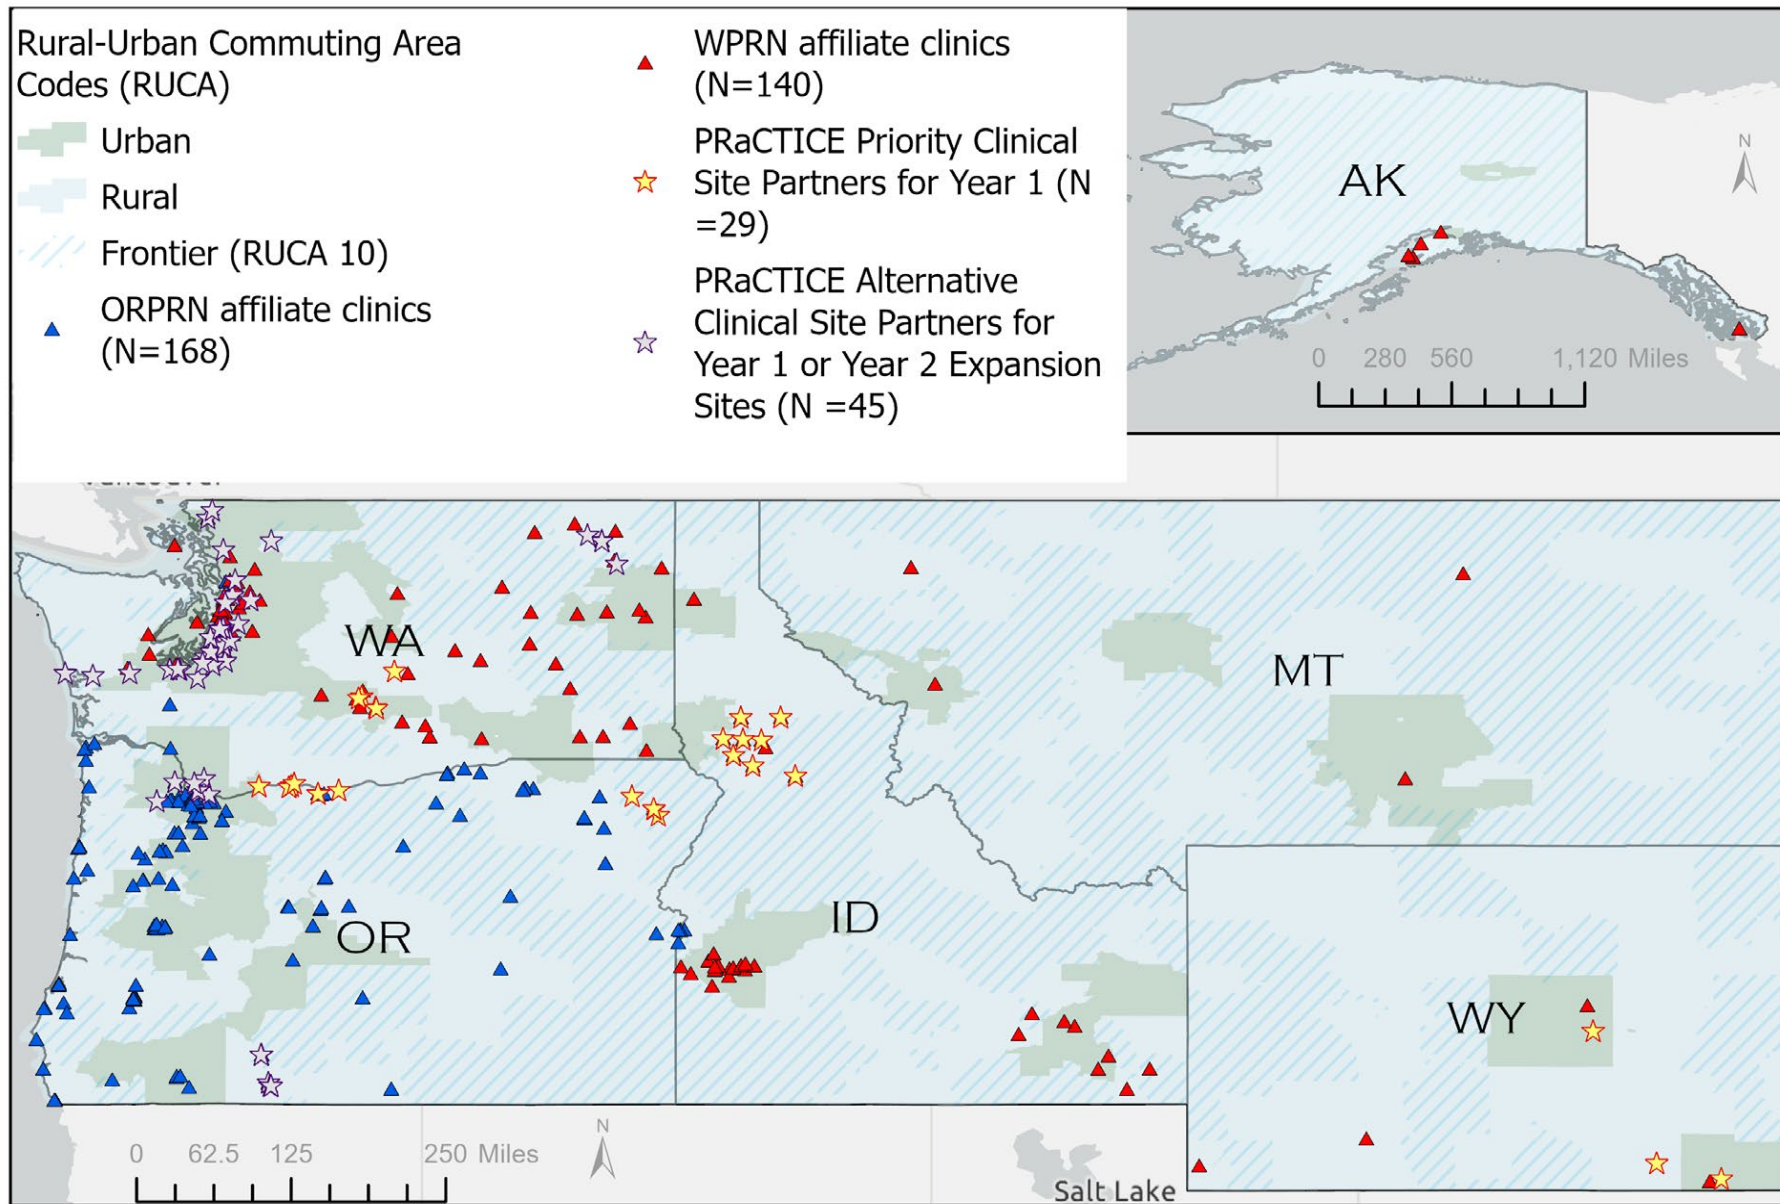 Rural-Urban Commuting Area
Codes (RUCA)
Urban
Rural
Frontier (RUCA 10)
ORPRN affiliate clinics
(N=168)
WPRN affiliate clinics
(N=140)
PRaCTICE Priority Clinical
Site Partners for Year 1 (N
=29)
PRaCTICE Alternative
Clinical Site Partners for
Year 1 or Year 2 Expansion
Sites (N =45)
AK
N
0 280 560 1,120 Miles
WA
MT
OR
ID
WY
N
0 62.5 125 250 Miles
Salt Lake